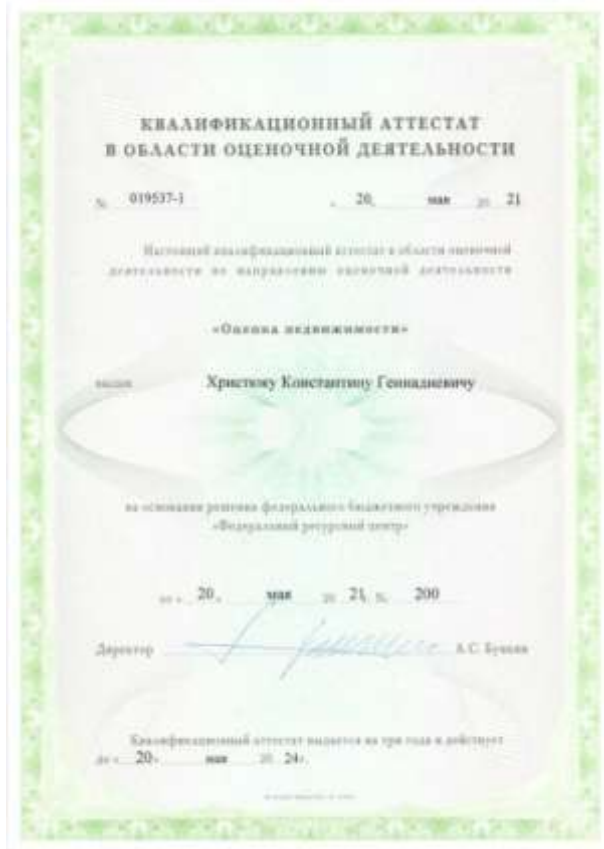 КВАЛИФИКАЦИОННЫЙ АТТЕСТАТ
В ОБЛАСТИ ОЦЕНОЧНОЙ ДЕЯТЕЛЬНОСТИ
№ 019537-1 « 20 » мая 20 21
Настоящий квалификационный аттестат в области оценочной
деятельности по направлению оценочной деятельности
«Оценка недвижимости»
выдан Христюку Константину Геннадиевичу
на основании решения федерального бюджетного учреждения
«Федеральный ресурсный центр»
от « 20 » мая 20 21 № 200
Директор А.С. Бункин
Квалификационный аттестат выдается на три года и действует
до « 20 » мая 20 24 г.